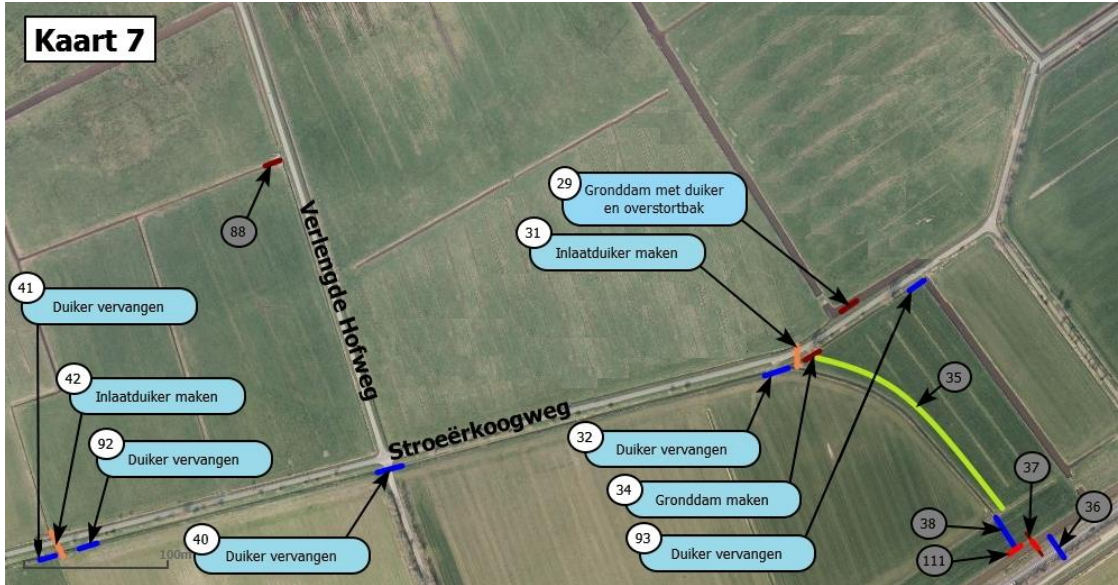 Kaart 7
88
Verlengde Hofweg
29
Gronddam met duiker
en overstortbak
31
Inlaatduiker maken
41
Duiker vervangen
42
Inlaatduiker maken
92
Duiker vervangen
100m
Stroeërkoogweg
40
Duiker vervangen
32
Duiker vervangen
34
Gronddam maken
93
Duiker vervangen
35
37
36
38
111